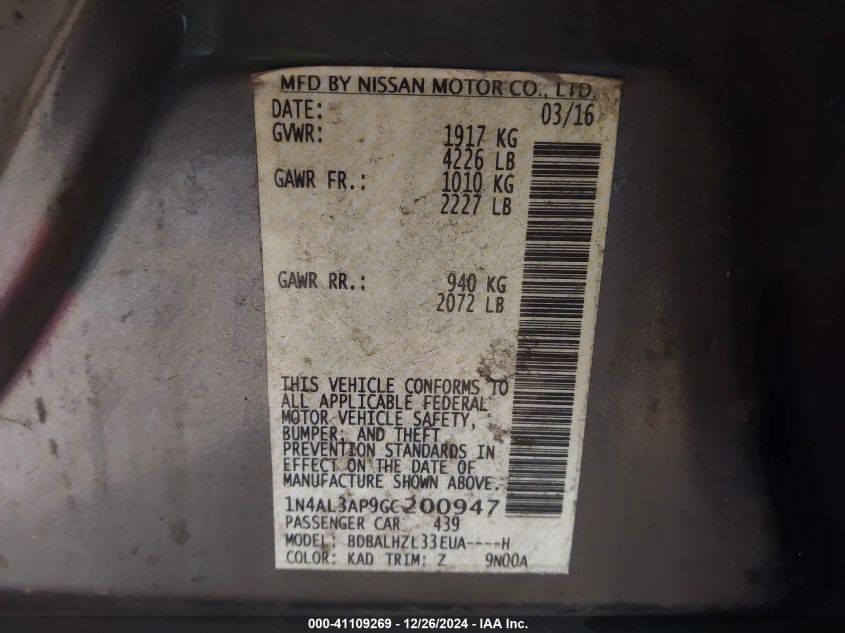 MFD BY NISSAN MOTOR CO., LTD.
DATE: 03/16
GVWR: 1917 KG
4226 LB
GAWR FR.: 1010 KG
2227 LB
GAWR RR.: 940 KG
2072 LB
THIS VEHICLE CONFORMS TO
ALL APPLICABLE FEDERAL
MOTOR VEHICLE SAFETY,
BUMPER, AND THEFT
PREVENTION STANDARDS IN
EFFECT ON THE DATE OF
MANUFACTURE SHOWN ABOVE.
1N4AL3AP9GC200947
PASSENGER CAR 439
MODEL: BDBALHZL33EUA----H
COLOR: KAD TRIM: Z 9N00A
000-41109269 - 12/26/2024 - IAA Inc.